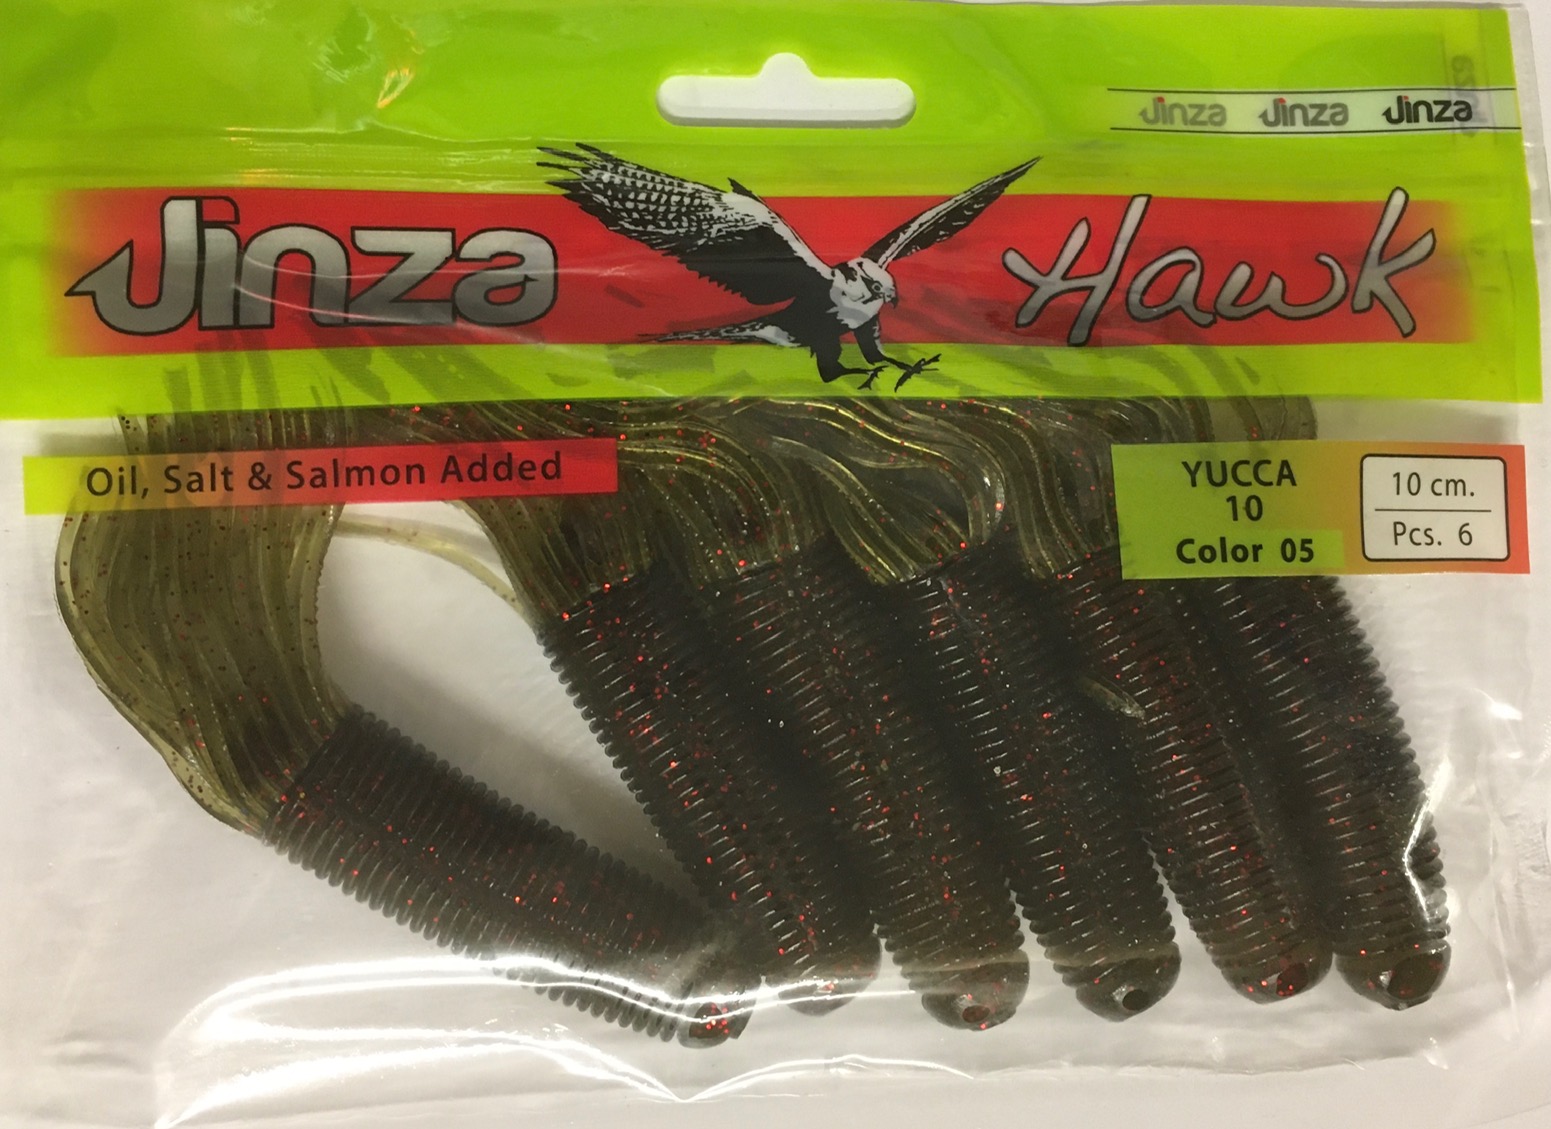 Jinza Jinza Jinza
Jinza Hawk
Oil, Salt & Salmon Added
YUCCA
10
Color 05
10 cm.
Pcs. 6